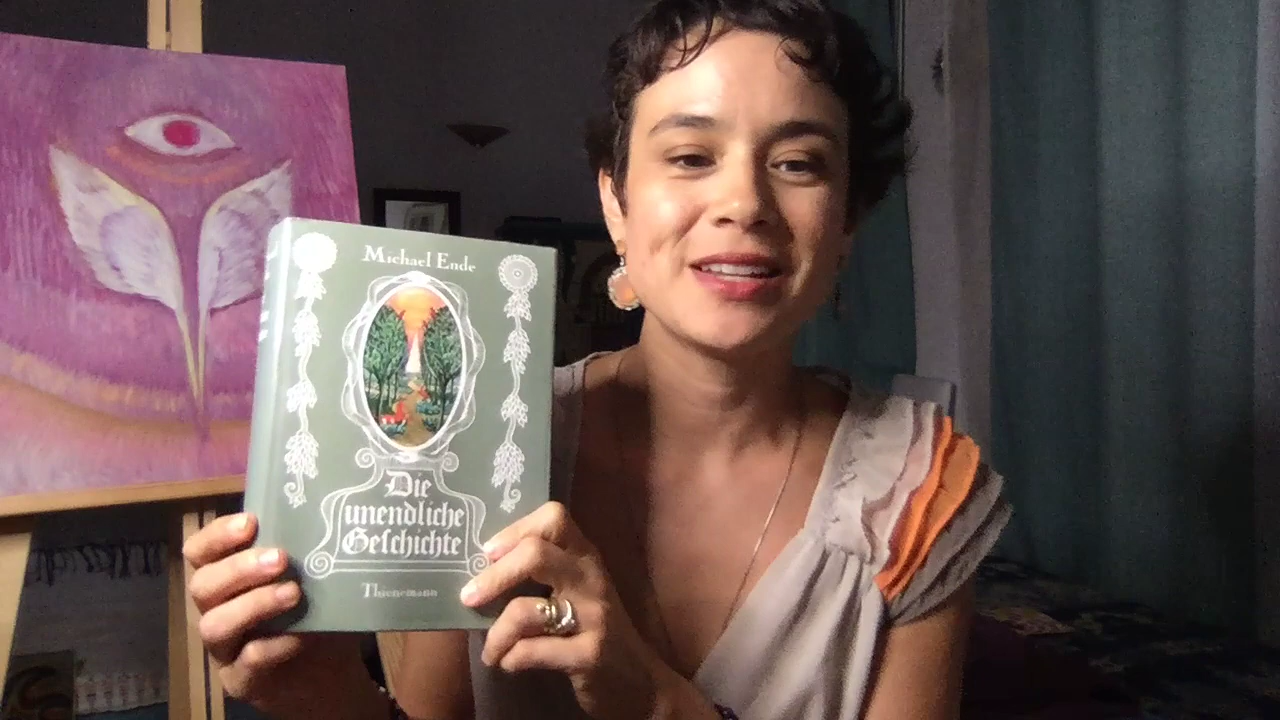 Michael Ende
Die
unendliche
Geschichte
Thienemann